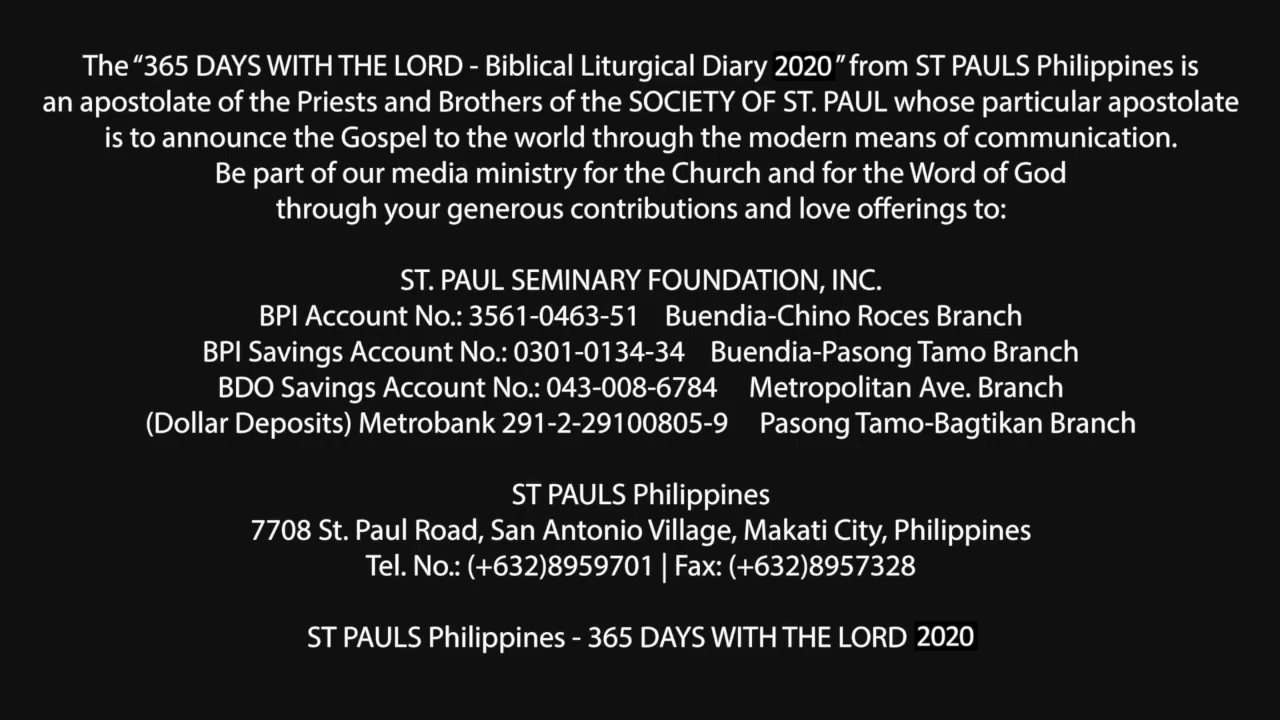 The “365 DAYS WITH THE LORD - Biblical Liturgical Diary 2020” from ST PAULS Philippines is
an apostolate of the Priests and Brothers of the SOCIETY OF ST. PAUL whose particular apostolate
is to announce the Gospel to the world through the modern means of communication.
Be part of our media ministry for the Church and for the Word of God
through your generous contributions and love offerings to:
ST. PAUL SEMINARY FOUNDATION, INC.
BPI Account No.: 3561-0463-51 Buendia-Chino Roces Branch
BPI Savings Account No.: 0301-0134-34 Buendia-Pasong Tamo Branch
BDO Savings Account No.: 043-008-6784 Metropolitan Ave. Branch
(Dollar Deposits) Metrobank 291-2-29100805-9 Pasong Tamo-Bagtikan Branch
ST PAULS Philippines
7708 St. Paul Road, San Antonio Village, Makati City, Philippines
Tel. No.: (+632)8959701 | Fax: (+632)8957328
ST PAULS Philippines - 365 DAYS WITH THE LORD 2020